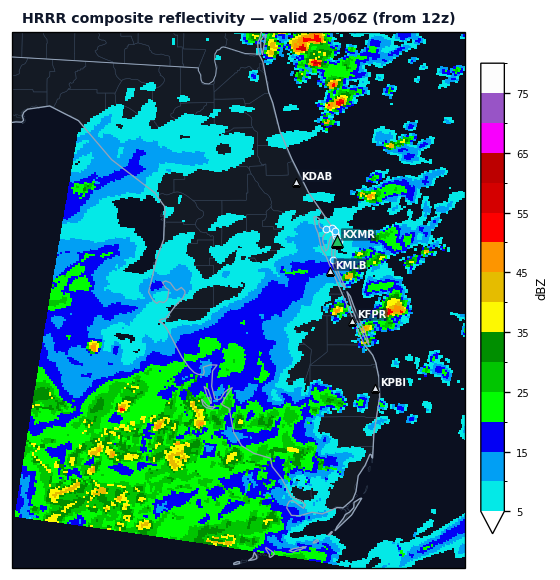 HRRR composite reflectivity — valid 25/06Z (from 12z)
KDAB
KXMR
KMLB
KFPR
KPBI
75
65
55
45
35
25
15
5
dBZ